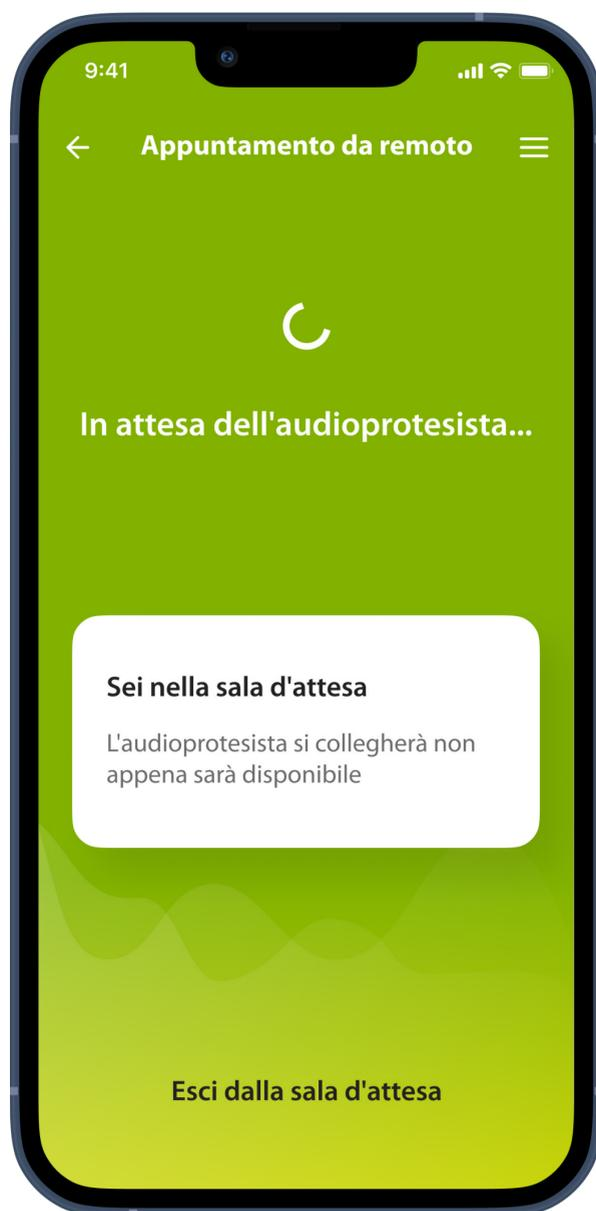 9:41
Appuntamento da remoto
In attesa dell'audioprotesista...
Sei nella sala d'attesa
L'audioprotesista si collegherà non
appena sarà disponibile
Esci dalla sala d'attesa